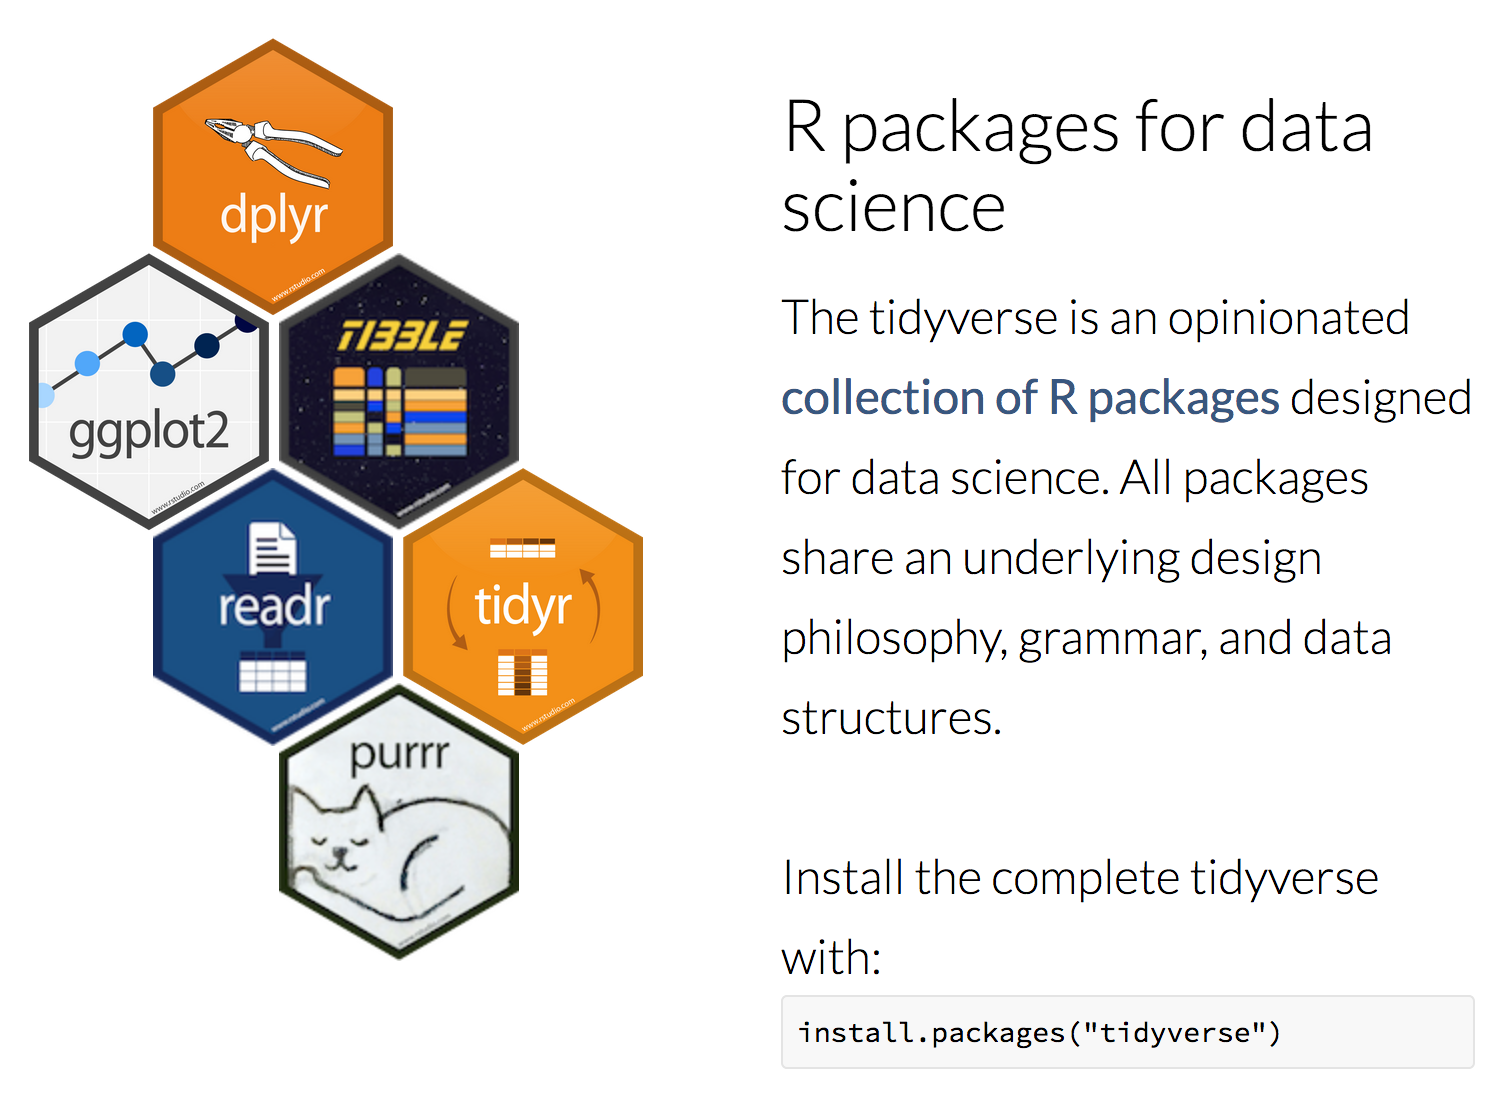 dplyr
www.rstudio.com
ggplot2
www.rstudio.com
TIBBLE
www.rstudio.com
readr
www.rstudio.com
tidyr
www.rstudio.com
purrr
www.rstudio.com
R packages for data
science
The tidyverse is an opinionated
collection of R packages designed
for data science. All packages
share an underlying design
philosophy, grammar, and data
structures.
Install the complete tidyverse
with:
install.packages("tidyverse")